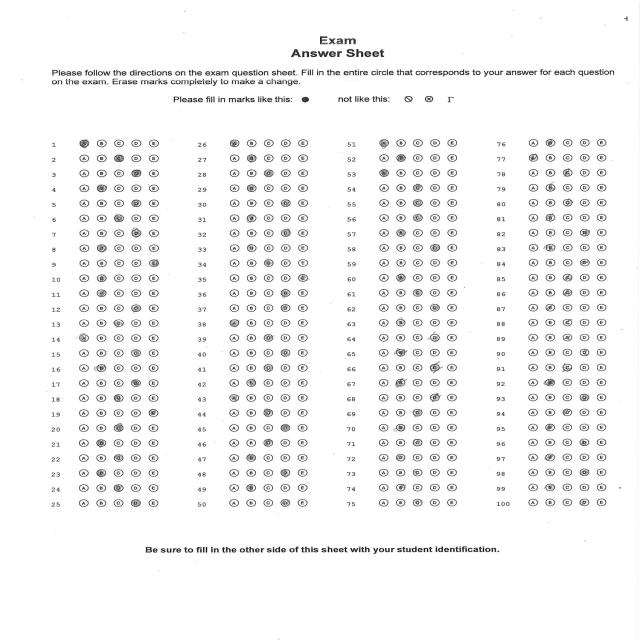 Exam
Answer Sheet
Please follow the directions on the exam question sheet. Fill in the entire circle that corresponds to your answer for each question
on the exam. Erase marks completely to make a change.
Please fill in marks like this: not like this:
1 A B C D E 26 A B C D E 51 A B C D E 76 A B C D E
2 A B C D E 27 A B C D E 52 A B C D E 77 A B C D E
3 A B C D E 28 A B C D E 53 A B C D E 78 A B C D E
4 A B C D E 29 A B C D E 54 A B C D E 79 A B C D E
5 A B C D E 30 A B C D E 55 A B C D E 80 A B C D E
6 A B C D E 31 A B C D E 56 A B C D E 81 A B C D E
7 A B C D E 32 A B C D E 57 A B C D E 82 A B C D E
8 A B C D E 33 A B C D E 58 A B C D E 83 A B C D E
9 A B C D E 34 A B C D E 59 A B C D E 84 A B C D E
10 A B C D E 35 A B C D E 60 A B C D E 85 A B C D E
11 A B C D E 36 A B C D E 61 A B C D E 86 A B C D E
12 A B C D E 37 A B C D E 62 A B C D E 87 A B C D E
13 A B C D E 38 A B C D E 63 A B C D E 88 A B C D E
14 A B C D E 39 A B C D E 64 A B C D E 89 A B C D E
15 A B C D E 40 A B C D E 65 A B C D E 90 A B C D E
16 A B C D E 41 A B C D E 66 A B C D E 91 A B C D E
17 A B C D E 42 A B C D E 67 A B C D E 92 A B C D E
18 A B C D E 43 A B C D E 68 A B C D E 93 A B C D E
19 A B C D E 44 A B C D E 69 A B C D E 94 A B C D E
20 A B C D E 45 A B C D E 70 A B C D E 95 A B C D E
21 A B C D E 46 A B C D E 71 A B C D E 96 A B C D E
22 A B C D E 47 A B C D E 72 A B C D E 97 A B C D E
23 A B C D E 48 A B C D E 73 A B C D E 98 A B C D E
24 A B C D E 49 A B C D E 74 A B C D E 99 A B C D E
25 A B C D E 50 A B C D E 75 A B C D E 100 A B C D E
Be sure to fill in the other side of this sheet with your student identification.